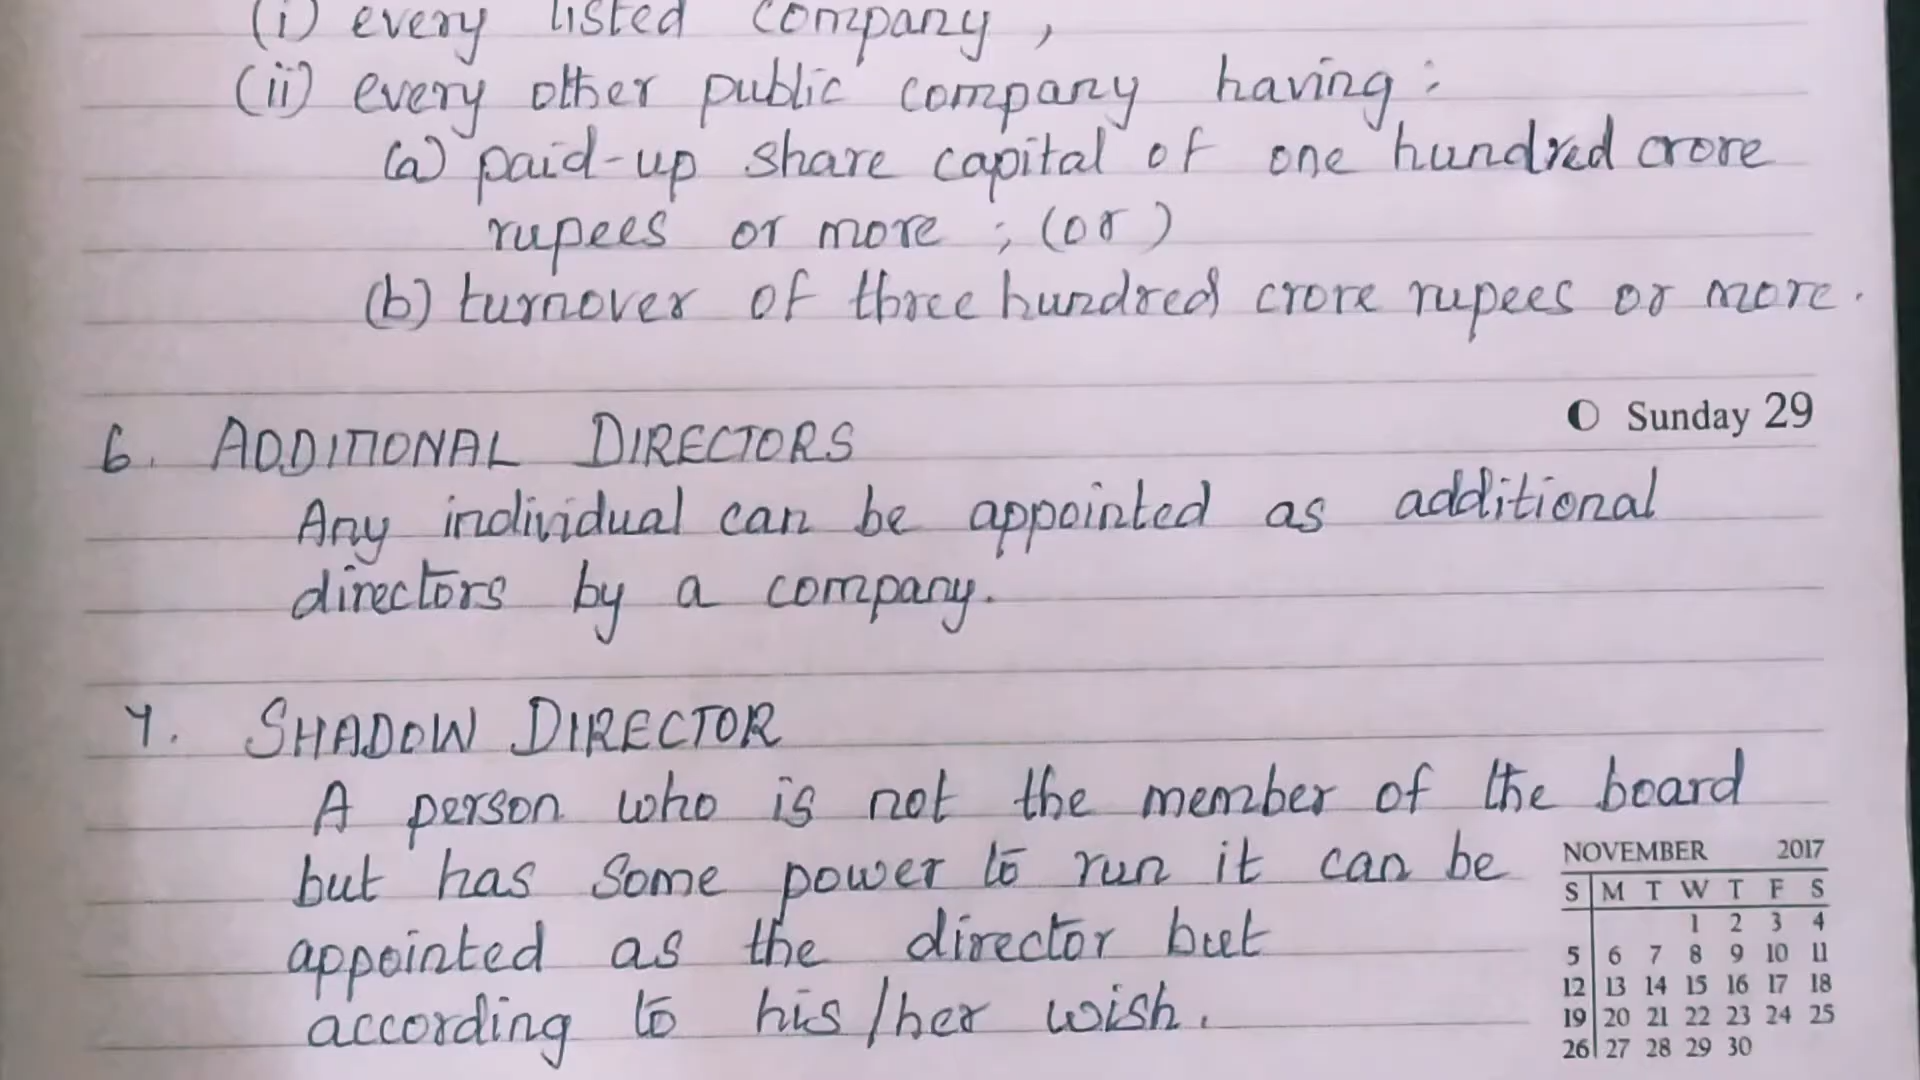 (i) every listed company,
(ii) every other public company having:
(a) paid-up share capital of one hundred crore
rupees or more ; (or)
(b) turnover of three hundred crore rupees or more.
Sunday 29
6. ADDITIONAL DIRECTORS
Any individual can be appointed as additional
directors by a company.
7. SHADOW DIRECTOR
A person who is not the member of the board
but has some power to run it can be
appointed as the director but
according to his/her wish.
NOVEMBER 2017
S M T W T F S
1 2 3 4
5 6 7 8 9 10 11
12 13 14 15 16 17 18
19 20 21 22 23 24 25
26 27 28 29 30